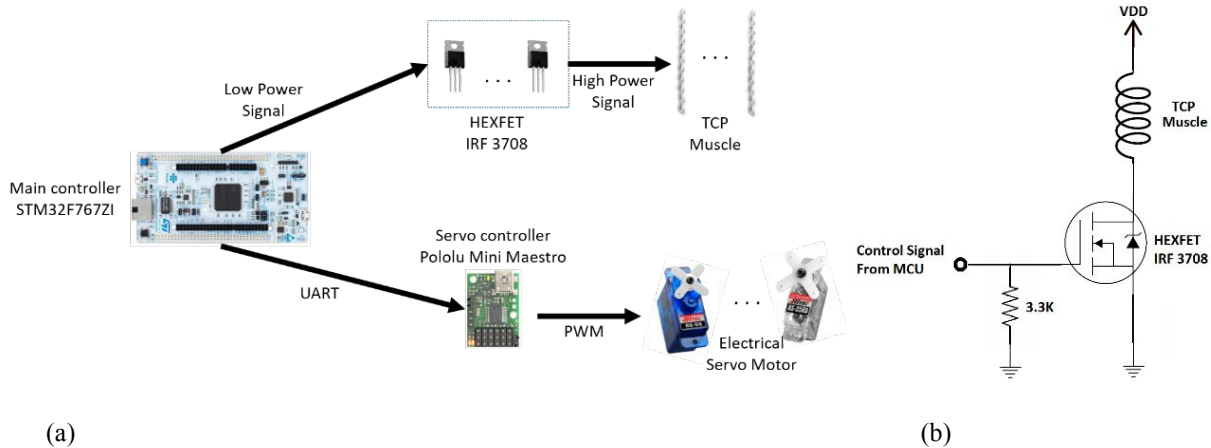 Low Power
Signal
HEXFET
IRF 3708
High Power
Signal
TCP
Muscle
Main controller
STM32F767ZI
UART
Servo controller
Pololu Mini Maestro
PWM
Electrical
Servo Motor
(a)
VDD
TCP
Muscle
HEXFET
IRF 3708
Control Signal
From MCU
3.3K
(b)